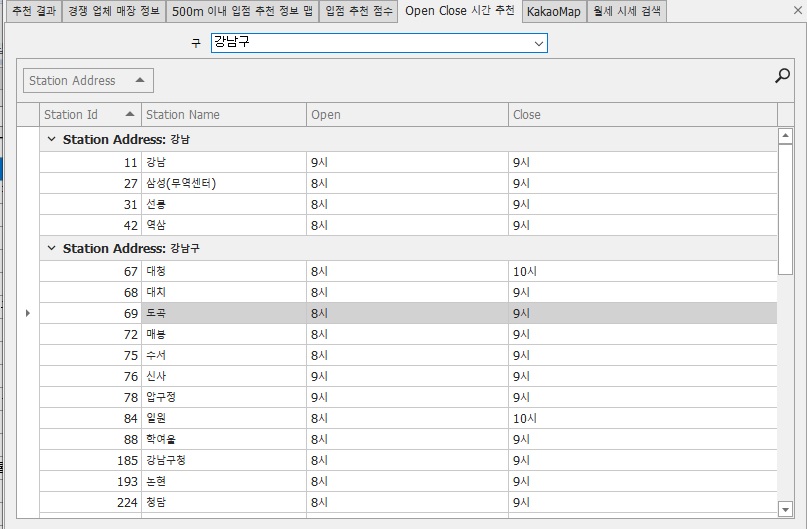 추천 결과 경쟁 업체 매장 정보 500m 이내 입점 추천 정보 맵 입점 추천 점수 Open Close 시간 추천 KakaoMap 월세 시세 검색
구 강남구
Station Address
Station Id Station Name Open Close
Station Address: 강남
11 강남 9시 9시
27 삼성(무역센터) 8시 9시
31 선릉 8시 9시
42 역삼 8시 9시
Station Address: 강남구
67 대청 8시 10시
68 대치 8시 9시
69 도곡 8시 9시
72 매봉 8시 9시
75 수서 8시 9시
76 신사 9시 9시
78 압구정 9시 9시
84 일원 8시 10시
88 학여울 8시 9시
185 강남구청 8시 9시
193 논현 8시 9시
224 청담 8시 9시